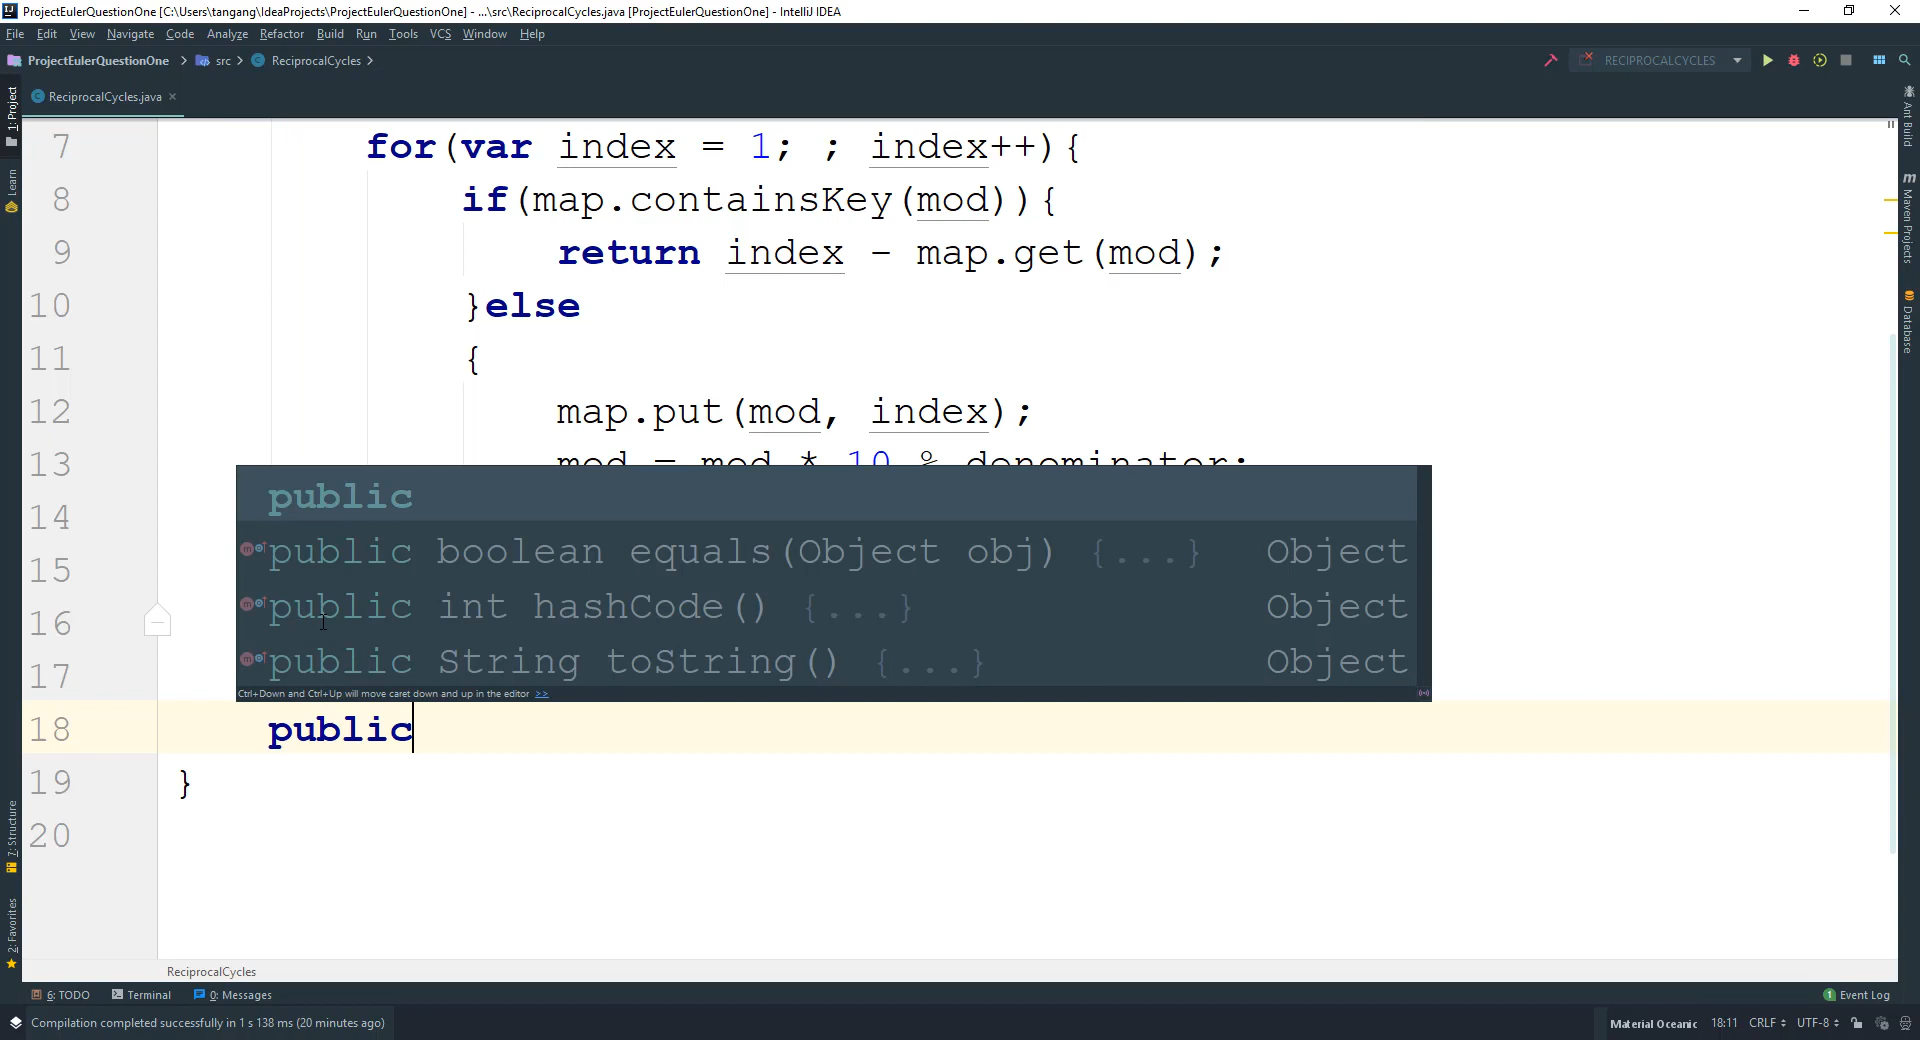 ProjectEulerQuestionOne [C:\Users\tangang\IdeaProjects\ProjectEulerQuestionOne] - ...\src\ReciprocalCycles.java [ProjectEulerQuestionOne] - IntelliJ IDEA
File Edit View Navigate Code Analyze Refactor Build Run Tools VCS Window Help
ProjectEulerQuestionOne src ReciprocalCycles RECIPROCALCYCLES
ReciprocalCycles.java
1: Project
Learn
7: Structure
2: Favorites
Ant Build
Maven Projects
Database
7 for(var index = 1; ; index++){
8 if(map.containsKey(mod)){
9 return index - map.get(mod);
10 }else
11 {
12 map.put(mod, index);
13 mod = mod * 10 % denominator;
14 public
15 public boolean equals(Object obj) {...} Object
16 public int hashCode() {...} Object
17 public String toString() {...} Object
Ctrl+Down and Ctrl+Up will move caret down and up in the editor >>
18 public
19 }
20
ReciprocalCycles
6: TODO Terminal 0: Messages 1 Event Log
Compilation completed successfully in 1 s 138 ms (20 minutes ago) Material Oceanic 18:11 CRLF UTF-8